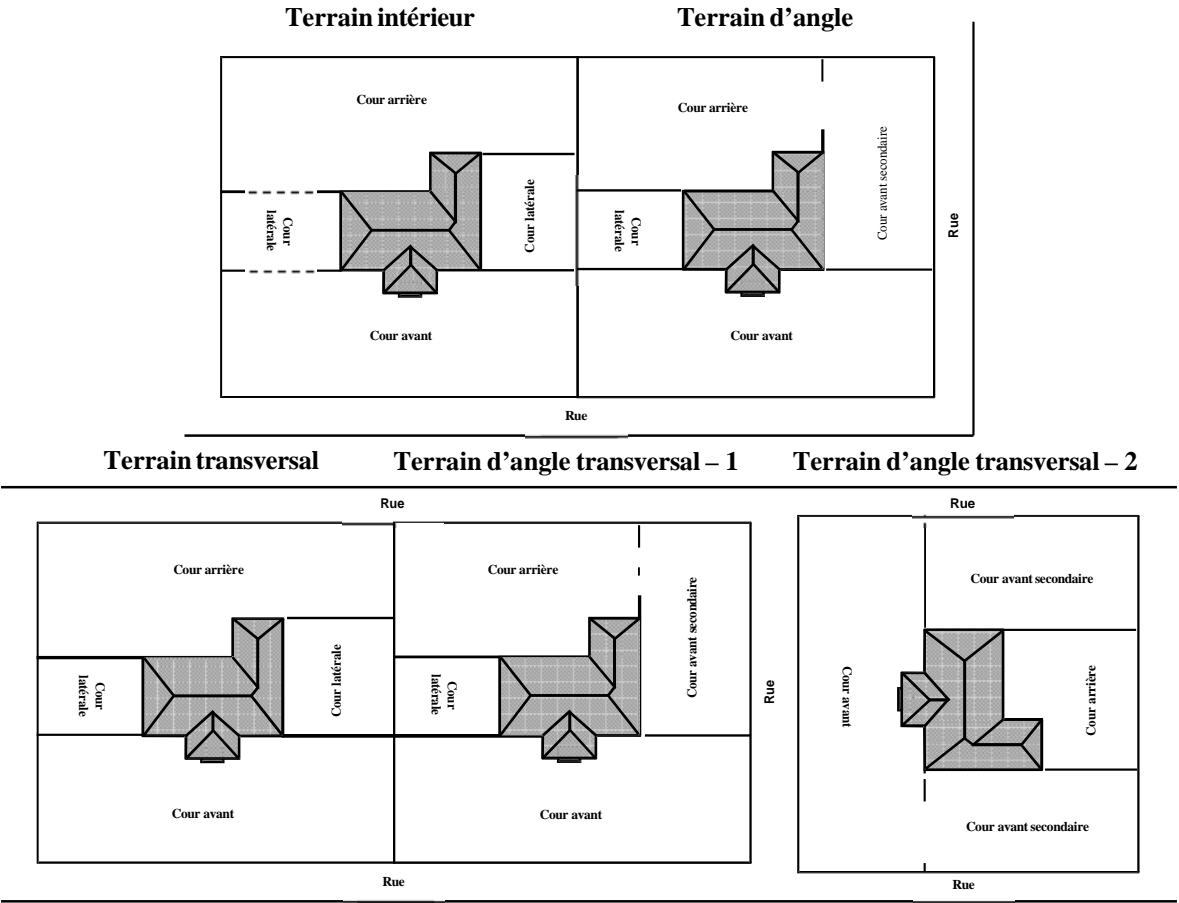 Terrain intérieur
Terrain d'angle
Cour arrière
Cour
latérale
Cour latérale
Cour avant
Cour arrière
Cour
latérale
Cour avant secondaire
Cour avant
Rue
Rue
Terrain transversal
Terrain d'angle transversal – 1
Terrain d'angle transversal – 2
Rue
Cour arrière
Cour
latérale
Cour latérale
Cour avant
Cour arrière
Cour
latérale
Cour avant secondaire
Cour avant
Rue
Rue
Rue
Cour avant secondaire
Cour avant
Cour arrière
Cour avant secondaire
Rue